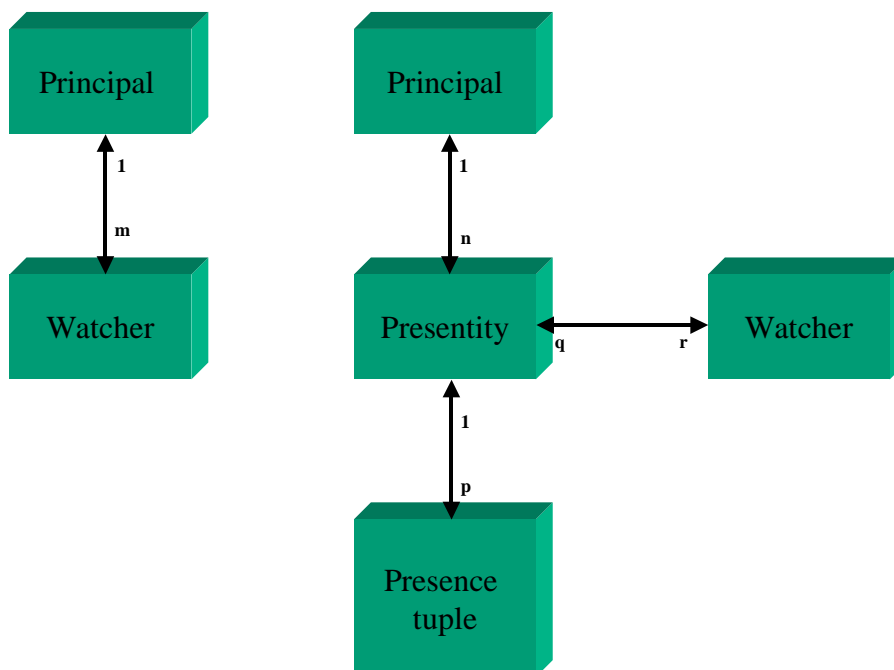 Principal
Principal
1
1
m
n
Watcher
Presentity
q
r
Watcher
1
p
Presence
tuple